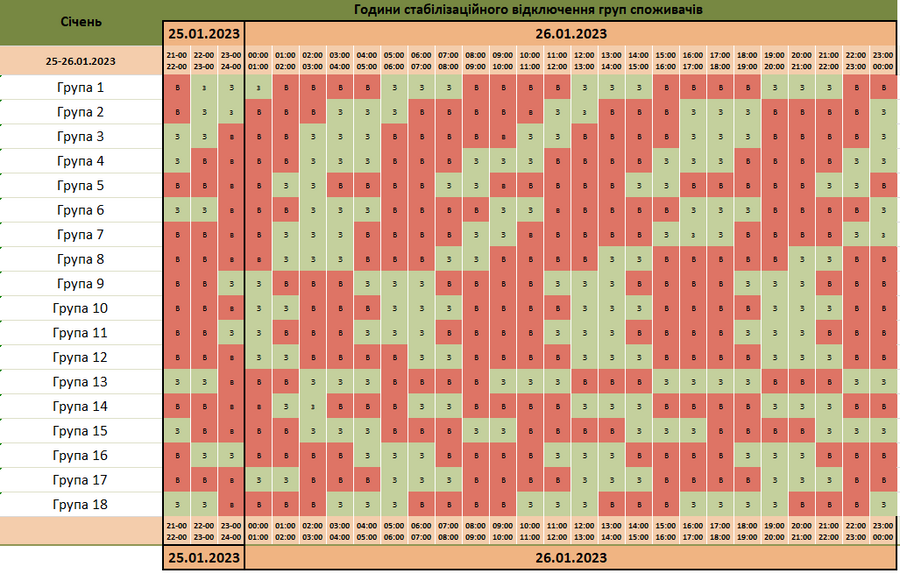 Січень
Години стабілізаційного відключення груп споживачів
25.01.2023 26.01.2023
25-26.01.2023
21-00 22-00 23-00 00:00 01:00 02:00 03:00 04:00 05:00 06:00 07:00 08:00 09:00 10:00 11:00 12:00 13:00 14:00 15:00 16:00 17:00 18:00 19:00 20:00 21:00 22:00 23:00
22-00 23-00 24-00 01:00 02:00 03:00 04:00 05:00 06:00 07:00 08:00 09:00 10:00 11:00 12:00 13:00 14:00 15:00 16:00 17:00 18:00 19:00 20:00 21:00 22:00 23:00 00:00
Група 1 В З З З В В В В З З З В В В В З З З В В В В З З З В В
Група 2 В З З В В В З З З В В В В В З З В В В З З З В В В В З
Група 3 З З В В В З З З В В В В В З З В В В В З З З В В В В З
Група 4 З В В В В З З З В В В З З З В В В В З З З В В В В З З
Група 5 В В В В З З В В В В З З В В В В В З З В В В В В З З В
Група 6 З З В В В З З З В В В В З З В В В В В З З З В В В В З
Група 7 В В В В З З З В В В З З З В В В В В З З З В В В В З З
Група 8 В В В В З З З В В В З З В В В В З З В В В В В З З В В
Група 9 В В З З З В В З З З В В В В З З З В В В В З З З В В В
Група 10 В В В З З В В В З З З В В В В З З В В В В З З З В В В
Група 11 В В З З В В В З З З В В В В З З З В В В В З З З В В В
Група 12 В В В З З В В В В З З В В В В З З З В В В В З З З В В
Група 13 З З В В В З З З В В В В З З З В В В В З З З В В В З З
Група 14 В В В В З З В В В З З В В В В З З З В В В В З З З В В
Група 15 З В В В В З З З В В В З З В В В В З З З В В В В З З З
Група 16 В З З В В В В З З З В В В В З З З В В В В З З З В В В
Група 17 В В В З З В В В З З В В В В В З З В В В В З З З В В В
Група 18 З З В В В В З З З В В В В З З З В В В З З З З В В В З
21-00 22-00 23-00 00:00 01:00 02:00 03:00 04:00 05:00 06:00 07:00 08:00 09:00 10:00 11:00 12:00 13:00 14:00 15:00 16:00 17:00 18:00 19:00 20:00 21:00 22:00 23:00
22-00 23-00 24-00 01:00 02:00 03:00 04:00 05:00 06:00 07:00 08:00 09:00 10:00 11:00 12:00 13:00 14:00 15:00 16:00 17:00 18:00 19:00 20:00 21:00 22:00 23:00 00:00
25.01.2023 26.01.2023